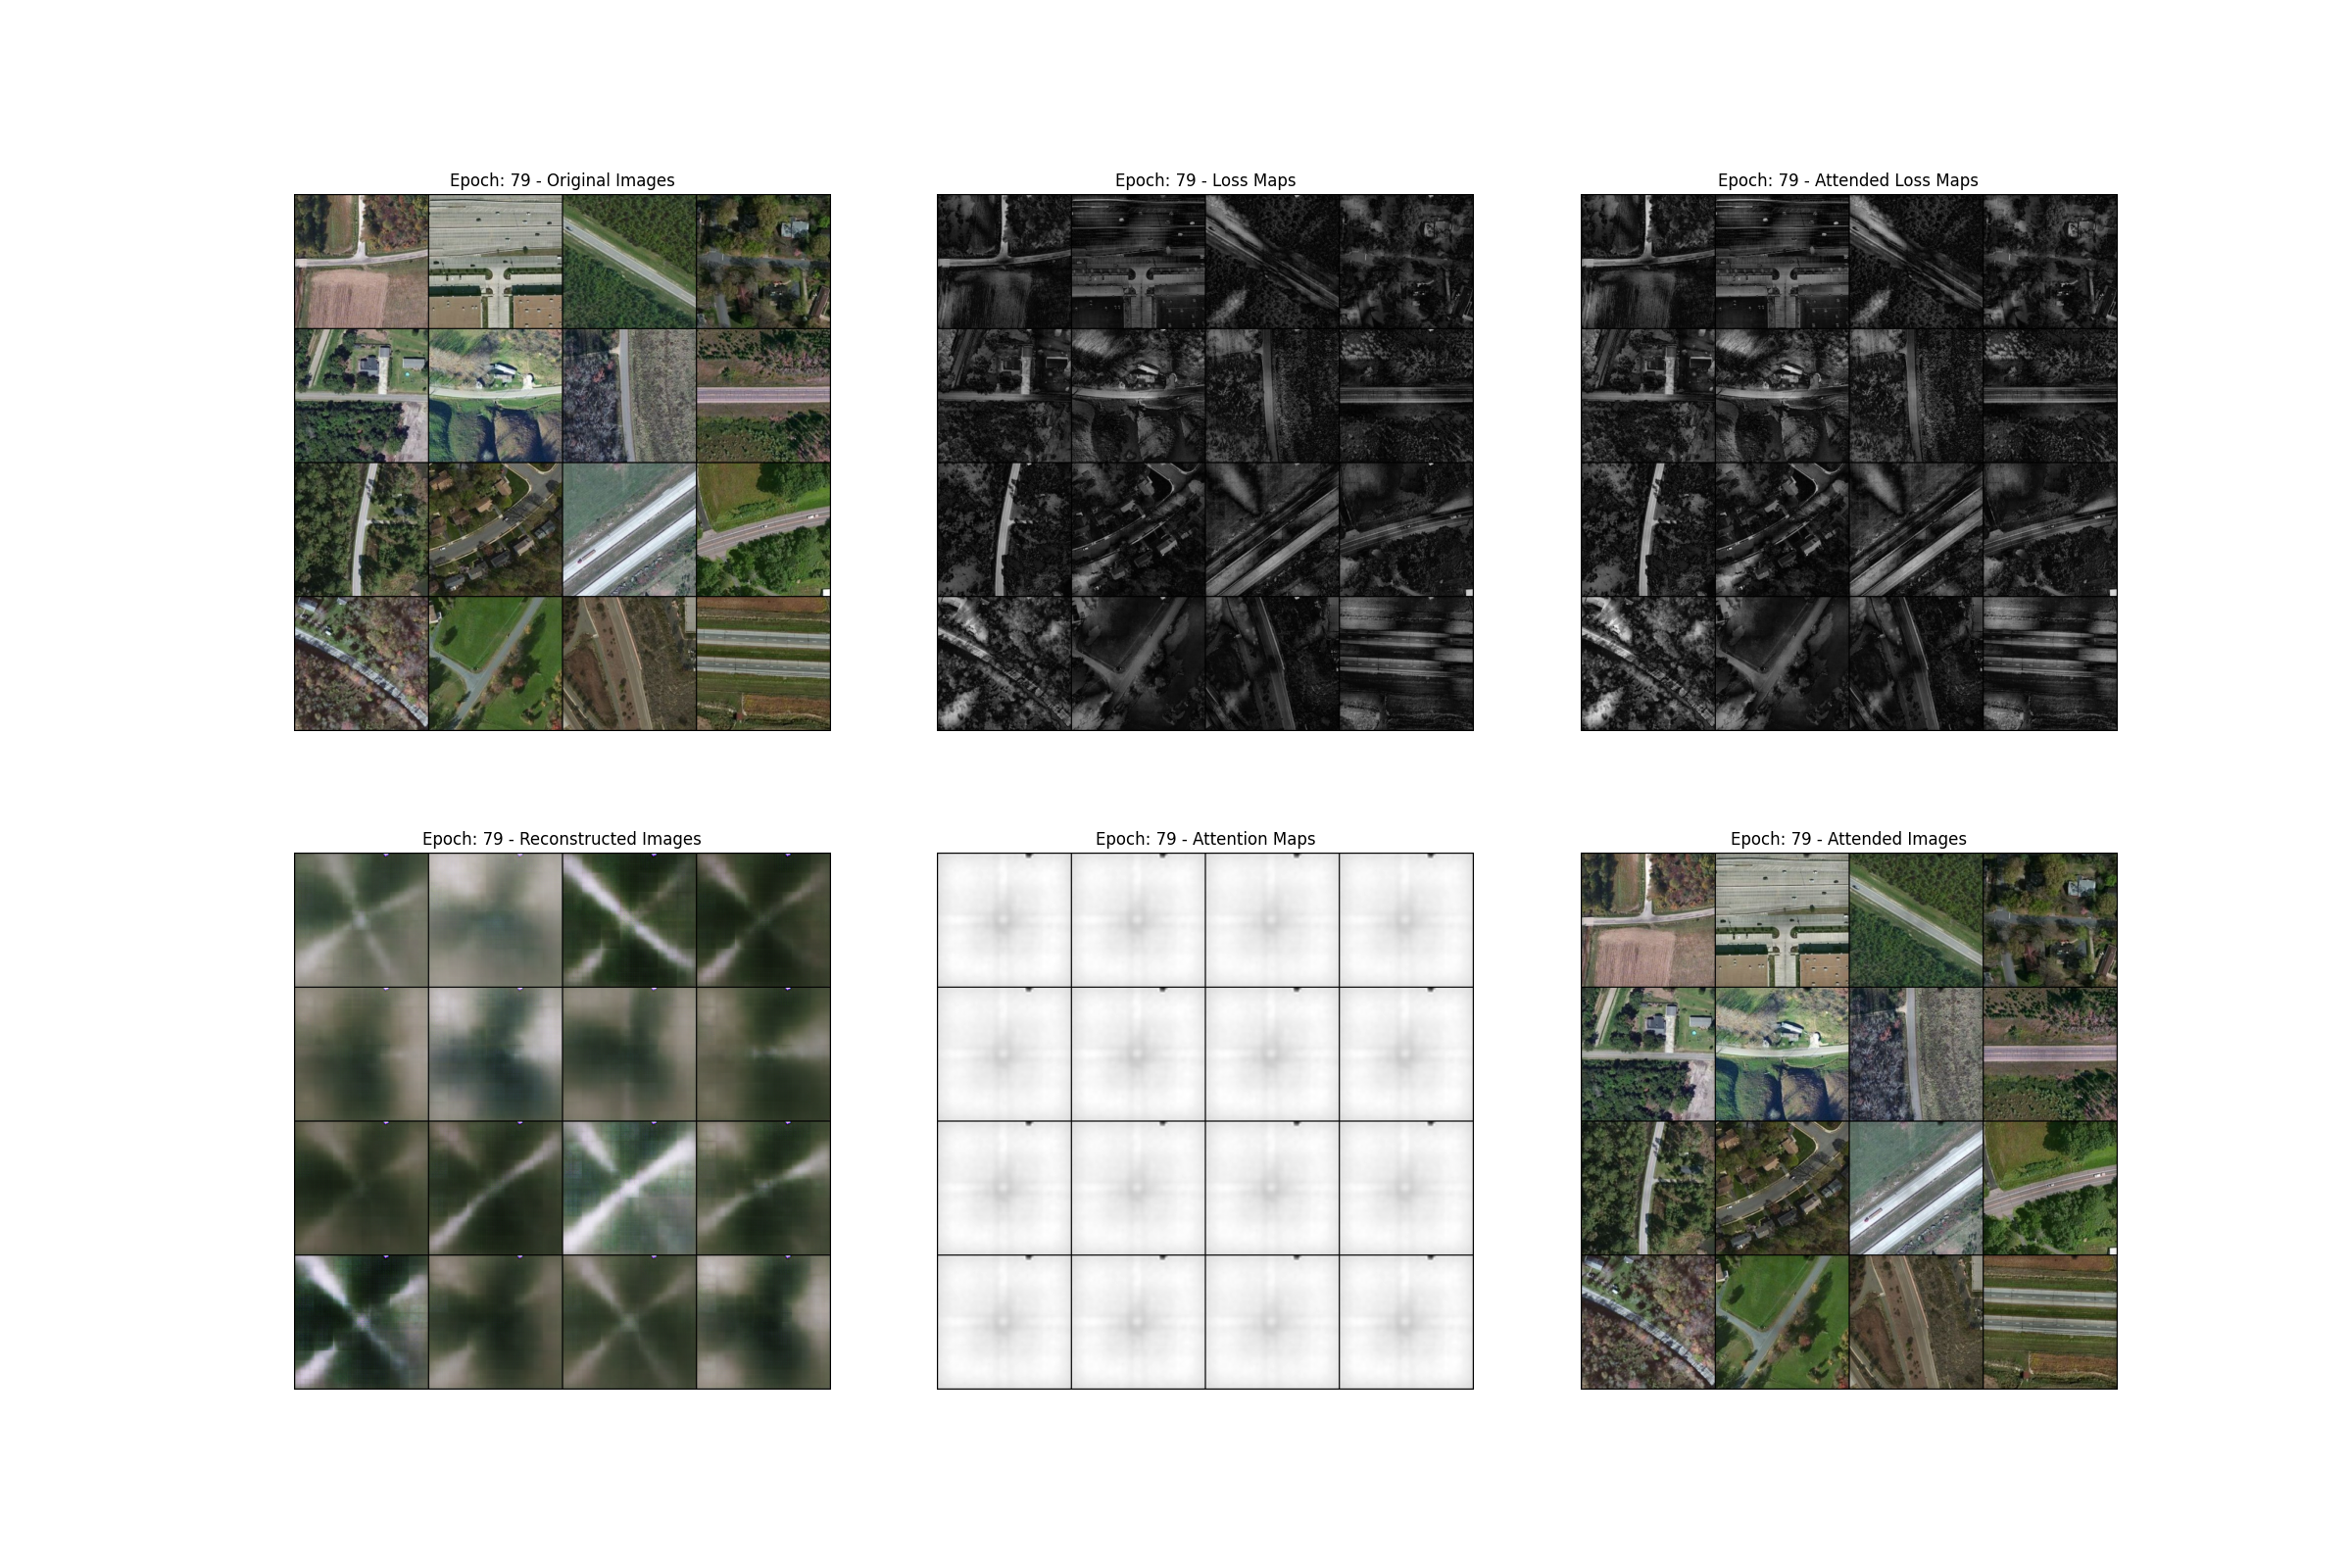 Epoch: 79 - Original Images
Epoch: 79 - Loss Maps
Epoch: 79 - Attended Loss Maps
Epoch: 79 - Reconstructed Images
Epoch: 79 - Attention Maps
Epoch: 79 - Attended Images